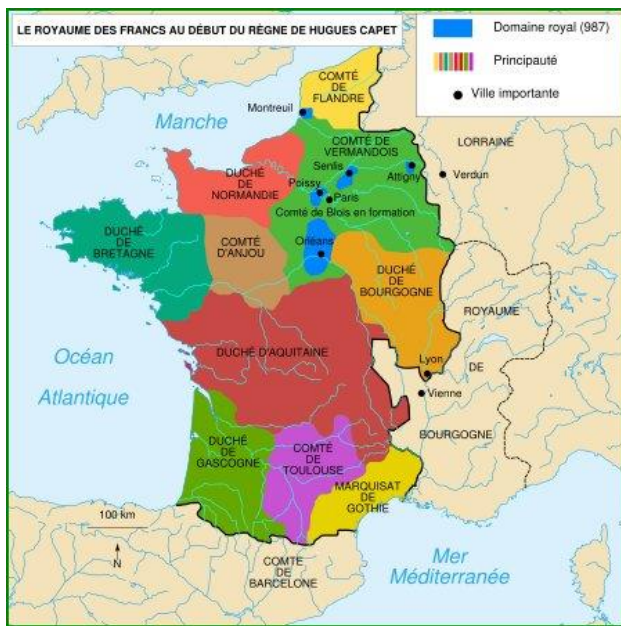 LE ROYAUME DES FRANCS AU DÉBUT DU RÈGNE DE HUGUES CAPET
Domaine royal (987)
Principauté
Ville importante
COMTÉ
DE
FLANDRE
Montreuil
Manche
COMTÉ DE
VERMANDOIS
LORRAINE
Senlis
Attigny
Verdun
DUCHÉ
DE
NORMANDIE
Poissy
Paris
Comté de Blois en formation
DUCHÉ
DE
BRETAGNE
COMTÉ
D'ANJOU
Orléans
DUCHÉ
DE
BOURGOGNE
ROYAUME
DE
BOURGOGNE
Océan
Atlantique
DUCHÉ D'AQUITAINE
Lyon
Vienne
DUCHÉ
DE
GASCOGNE
COMTÉ
DE
TOULOUSE
MARQUISAT
DE
GOTHIE
100 km
N
COMTE
DE
BARCELONE
Mer
Méditerranée